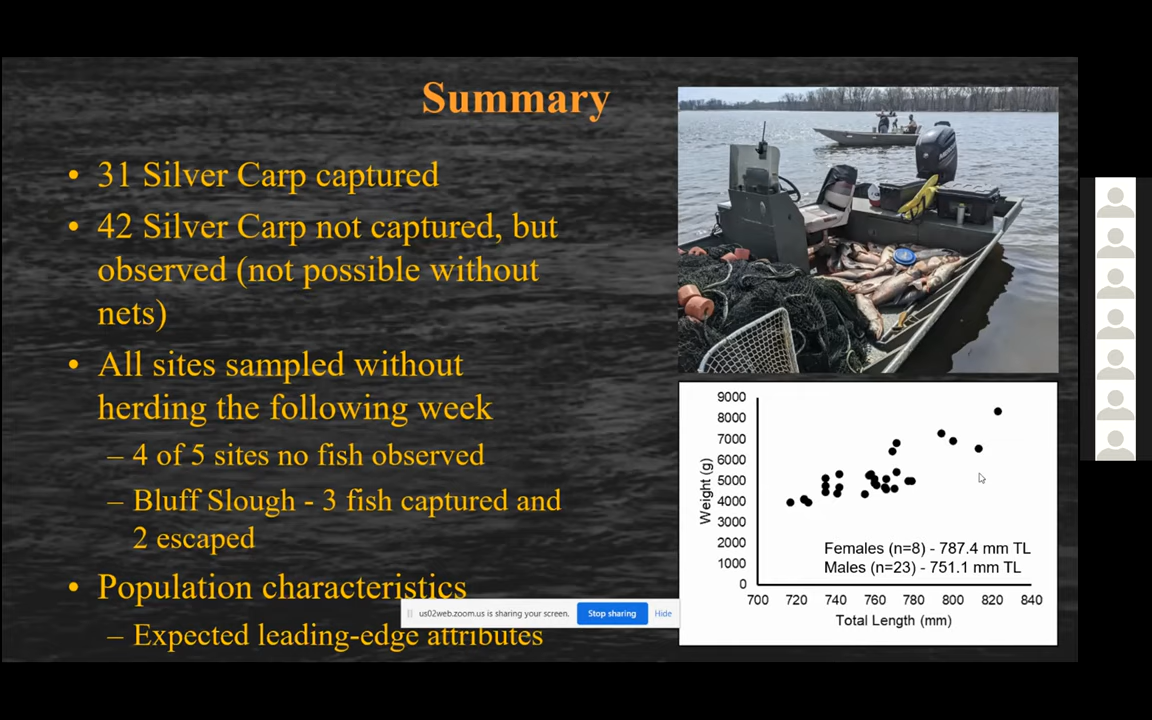 Summary
• 31 Silver Carp captured
• 42 Silver Carp not captured, but
observed (not possible without
nets)
• All sites sampled without
herding the following week
– 4 of 5 sites no fish observed
– Bluff Slough - 3 fish captured and
2 escaped
• Population characteristics
– Expected leading-edge attributes
us02web.zoom.us is sharing your screen.
Stop sharing
Hide
9000
8000
7000
6000
5000
4000
3000
2000
1000
0
Weight (g)
Females (n=8) - 787.4 mm TL
Males (n=23) - 751.1 mm TL
700 720 740 760 780 800 820 840
Total Length (mm)